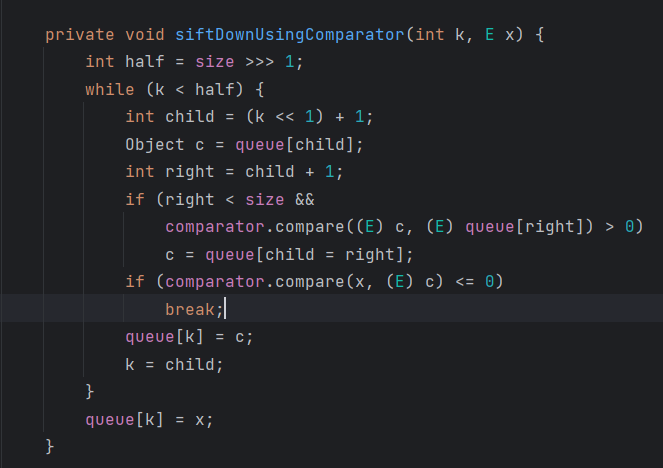 private void siftDownUsingComparator(int k, E x) {
    int half = size >>> 1;
    while (k < half) {
        int child = (k << 1) + 1;
        Object c = queue[child];
        int right = child + 1;
        if (right < size &&
            comparator.compare((E) c, (E) queue[right]) > 0)
            c = queue[child = right];
        if (comparator.compare(x, (E) c) <= 0)
            break;
        queue[k] = c;
        k = child;
    }
    queue[k] = x;
}